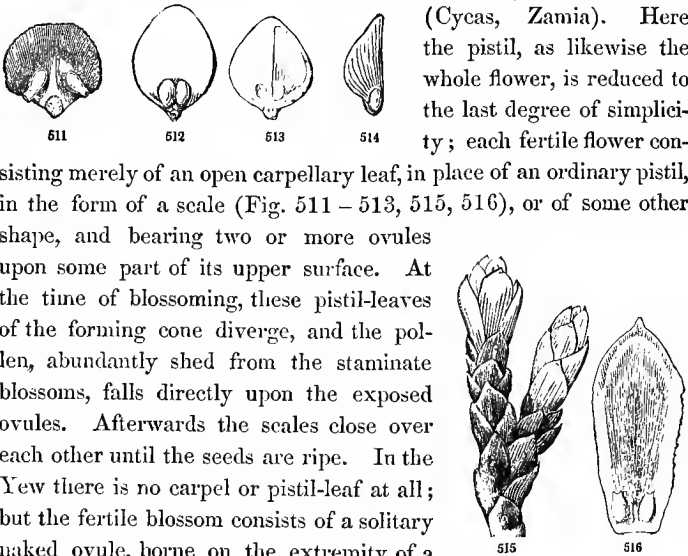 (Cycas, Zamia). Here
the pistil, as likewise the
whole flower, is reduced to
the last degree of simplici-
511 512 513 514
ty; each fertile flower con-
sisting merely of an open carpellary leaf, in place of an ordinary pistil,
in the form of a scale (Fig. 511 – 513, 515, 516), or of some other
shape, and bearing two or more ovules
upon some part of its upper surface. At
the time of blossoming, these pistil-leaves
of the forming cone diverge, and the pol-
len, abundantly shed from the staminate
blossoms, falls directly upon the exposed
ovules. Afterwards the scales close over
each other until the seeds are ripe. In the
Yew there is no carpel or pistil-leaf at all;
but the fertile blossom consists of a solitary
naked ovule, borne on the extremity of a
515 516